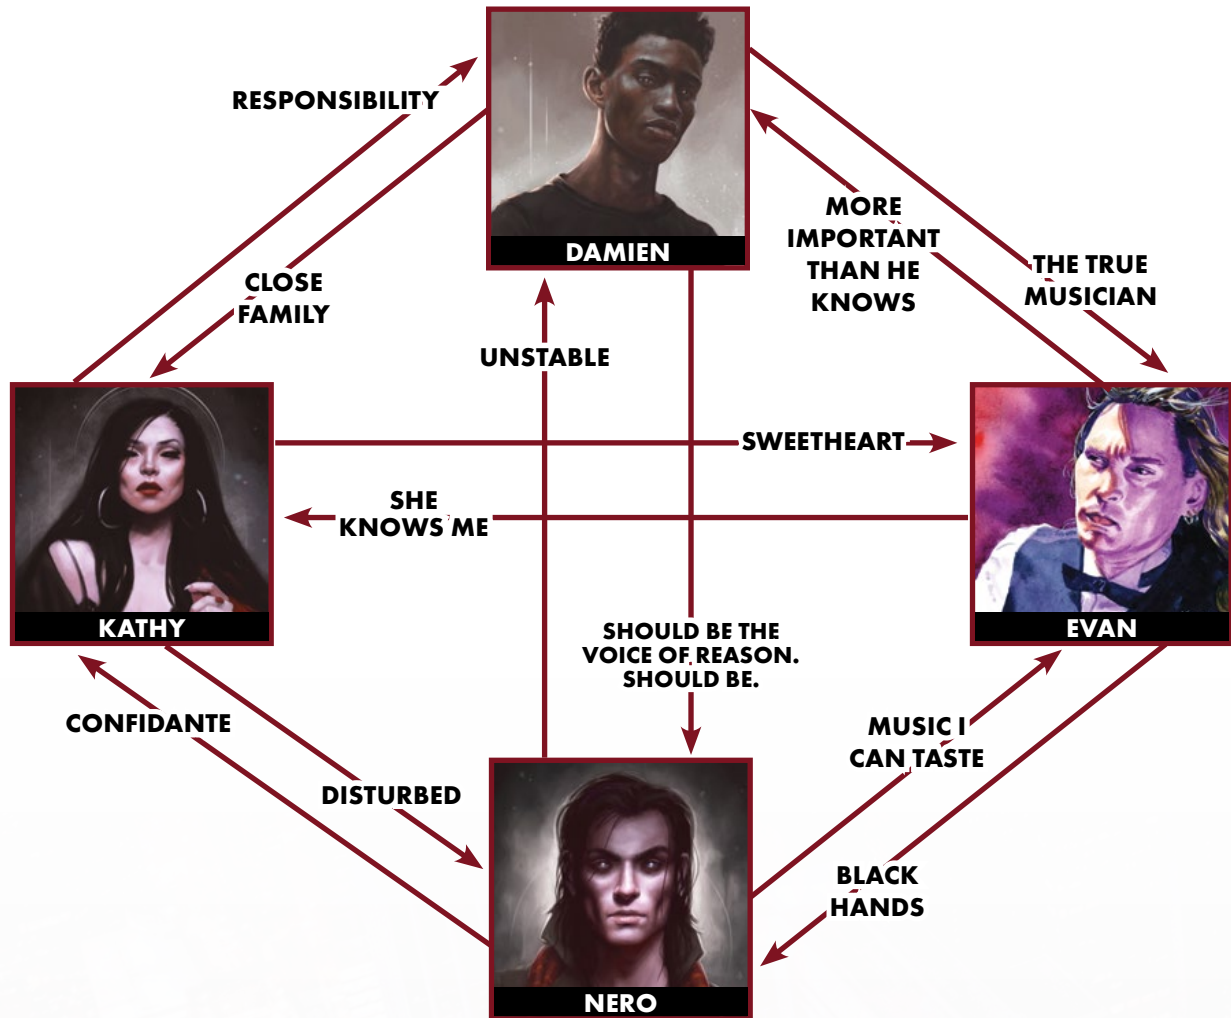 RESPONSIBILITY
DAMIEN
MORE
IMPORTANT
THAN HE
KNOWS
THE TRUE
MUSICIAN
CLOSE
FAMILY
UNSTABLE
SWEETHEART
SHE
KNOWS ME
KATHY
EVAN
SHOULD BE THE
VOICE OF REASON.
SHOULD BE.
CONFIDANTE
MUSIC I
CAN TASTE
DISTURBED
BLACK
HANDS
NERO